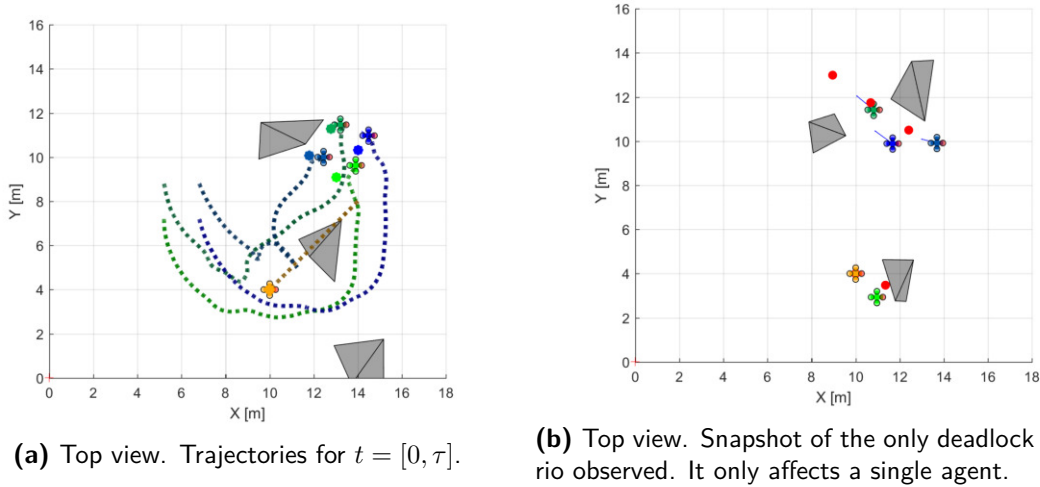 16
14
12
10
8
6
4
2
0
Y [m]
0 2 4 6 8 10 12 14 16 18
X [m]
(a) Top view. Trajectories for t = [0, τ].
16
14
12
10
8
6
4
2
0
Y [m]
0 2 4 6 8 10 12 14 16 18
X [m]
(b) Top view. Snapshot of the only deadlock
rio observed. It only affects a single agent.